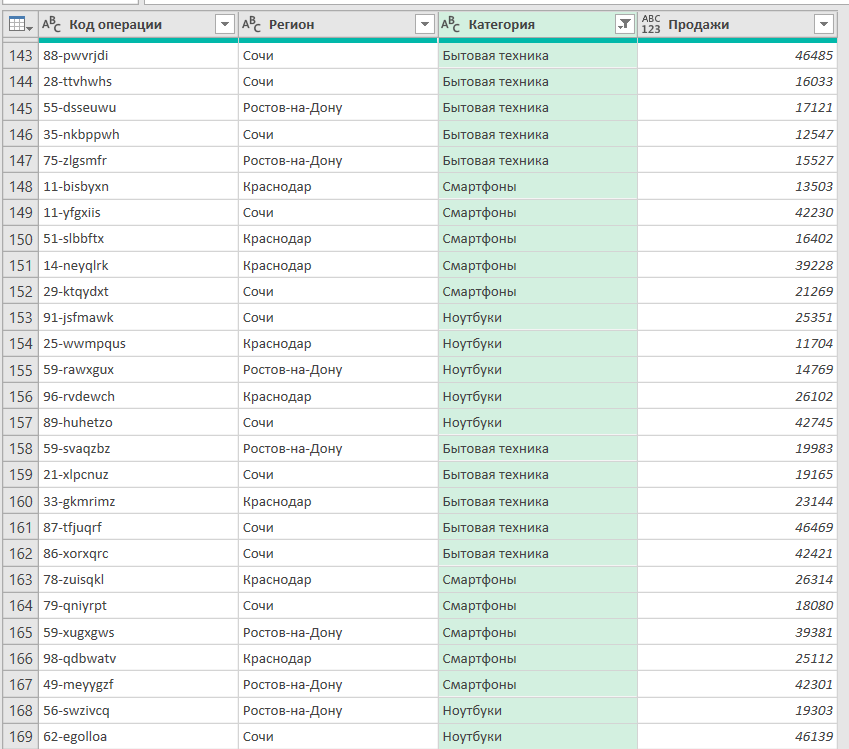 ABC Код операции ABC Регион ABC Категория ABC 123 Продажи
143 88-pwvrjdi Сочи Бытовая техника 46485
144 28-ttvhwhs Сочи Бытовая техника 16033
145 55-dsseuwu Ростов-на-Дону Бытовая техника 17121
146 35-nkbppwh Сочи Бытовая техника 12547
147 75-zlgsmfr Ростов-на-Дону Бытовая техника 15527
148 11-bisbyxn Краснодар Смартфоны 13503
149 11-yfgxiis Сочи Смартфоны 42230
150 51-slbbftx Краснодар Смартфоны 16402
151 14-neyqlrk Краснодар Смартфоны 39228
152 29-ktqydxt Сочи Смартфоны 21269
153 91-jsfmawk Сочи Ноутбуки 25351
154 25-wwmpqus Краснодар Ноутбуки 11704
155 59-rawxgux Ростов-на-Дону Ноутбуки 14769
156 96-rvdewch Краснодар Ноутбуки 26102
157 89-huhetzo Сочи Ноутбуки 42745
158 59-svaqzbz Ростов-на-Дону Бытовая техника 19983
159 21-xlpcnuz Сочи Бытовая техника 19165
160 33-gkmrimz Краснодар Бытовая техника 23144
161 87-tfjuqrf Сочи Бытовая техника 46469
162 86-xorxqrc Сочи Бытовая техника 42421
163 78-zuisqkl Краснодар Смартфоны 26314
164 79-qniyrpt Сочи Смартфоны 18080
165 59-xugxgws Ростов-на-Дону Смартфоны 39381
166 98-qdbwatv Краснодар Смартфоны 25112
167 49-meyygzf Ростов-на-Дону Смартфоны 42301
168 56-swzivcq Ростов-на-Дону Ноутбуки 19303
169 62-egolloa Сочи Ноутбуки 46139